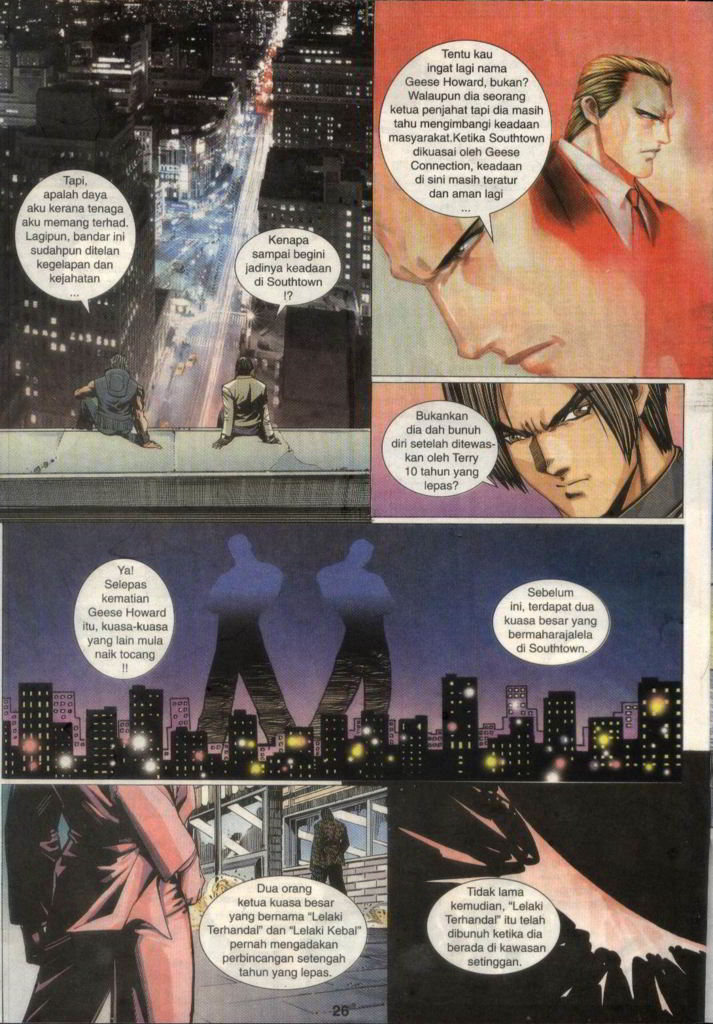 Tapi,
apalah daya
aku kerana tenaga
aku memang terhad.
Lagipun, bandar ini
sudahpun ditelan
kegelapan dan
kejahatan
...
Kenapa
sampai begini
jadinya keadaan
di Southtown
!?
Tentu kau
ingat lagi nama
Geese Howard, bukan?
Walaupun dia seorang
ketua penjahat tapi dia masih
tahu mengimbangi keadaan
masyarakat.Ketika Southtown
dikuasai oleh Geese
Connection, keadaan
di sini masih teratur
dan aman lagi
...
Bukankan
dia dah bunuh
diri setelah ditewas-
kan oleh Terry
10 tahun yang
lepas?
Ya!
Selepas
kematian
Geese Howard
itu, kuasa-kuasa
yang lain mula
naik tocang
!!
Sebelum
ini, terdapat dua
kuasa besar yang
bermaharajalela
di Southtown.
Dua orang
ketua kuasa besar
yang bernama “Lelaki
Terhandal” dan “Lelaki Kebal”
pernah mengadakan
perbincangan setengah
tahun yang lepas.
Tidak lama
kemudian, “Lelaki
Terhandal” itu telah
dibunuh ketika dia
berada di kawasan
setinggan.
26